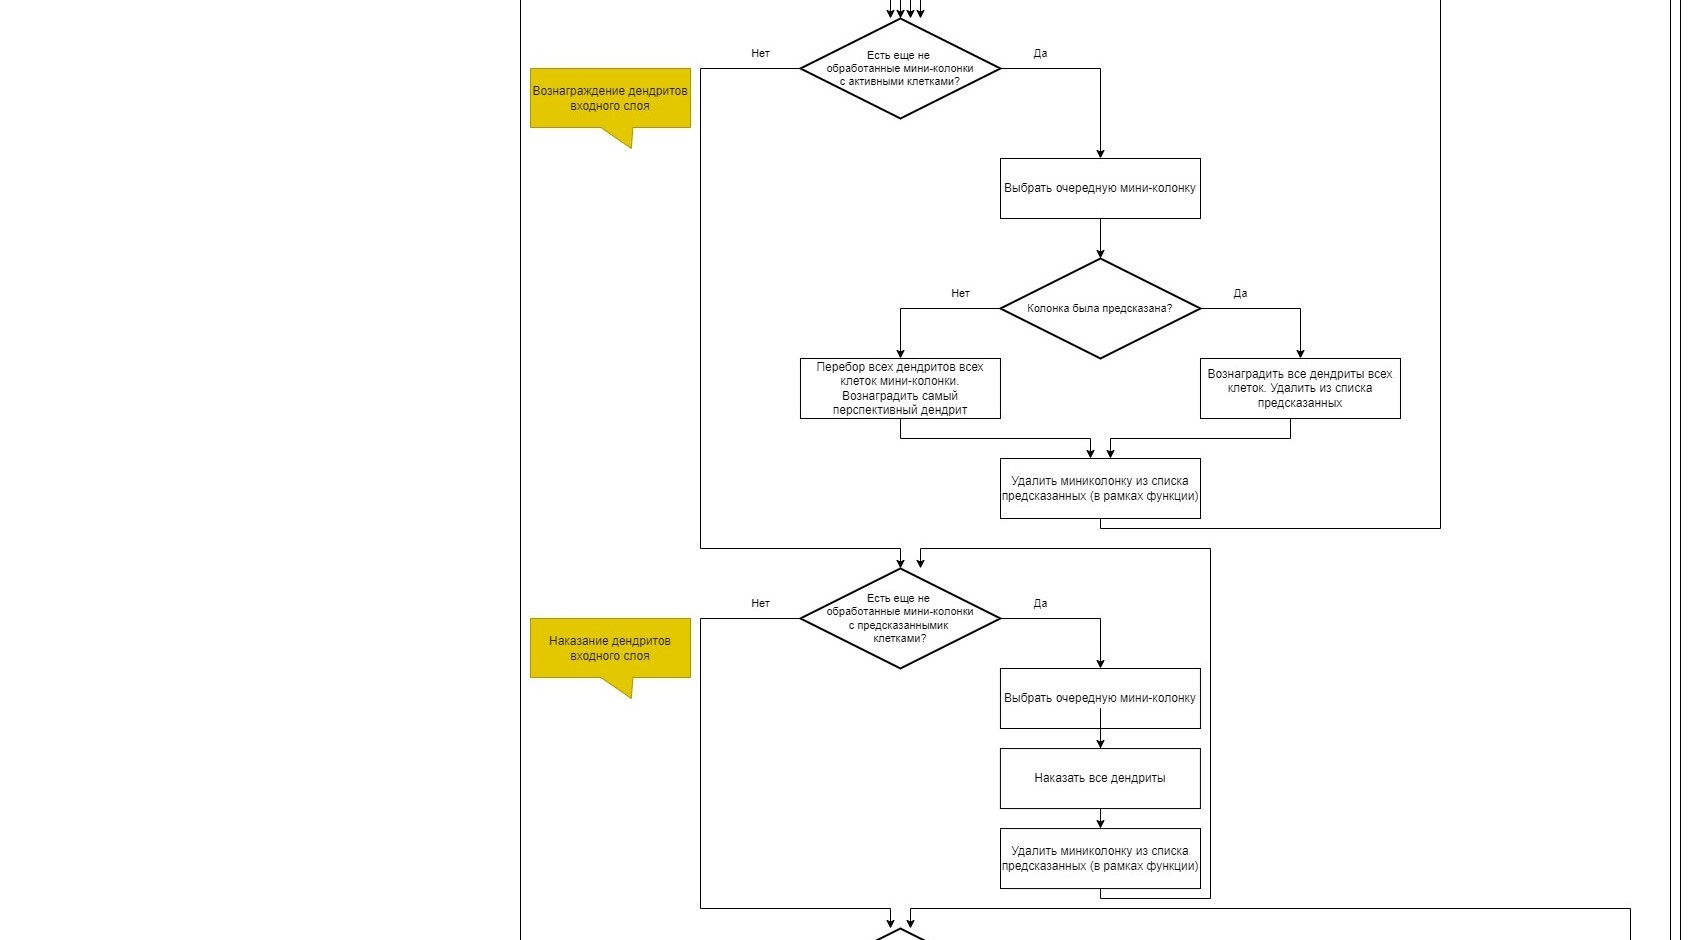 Нет
Да
Есть еще не
обработанные мини-колонки
с активными клетками?
Вознаграждение дендритов
входного слоя
Выбрать очередную мини-колонку
Нет
Да
Колонка была предсказана?
Перебор всех дендритов всех
клеток мини-колонки.
Вознаградить самый
перспективный дендрит
Вознаградить все дендриты всех
клеток. Удалить из списка
предсказанных
Удалить миниколонку из списка
предсказанных (в рамках функции)
Нет
Да
Есть еще не
обработанные мини-колонки
с предсказаннымик
клетками?
Наказание дендритов
входного слоя
Выбрать очередную мини-колонку
Наказать все дендриты
Удалить миниколонку из списка
предсказанных (в рамках функции)